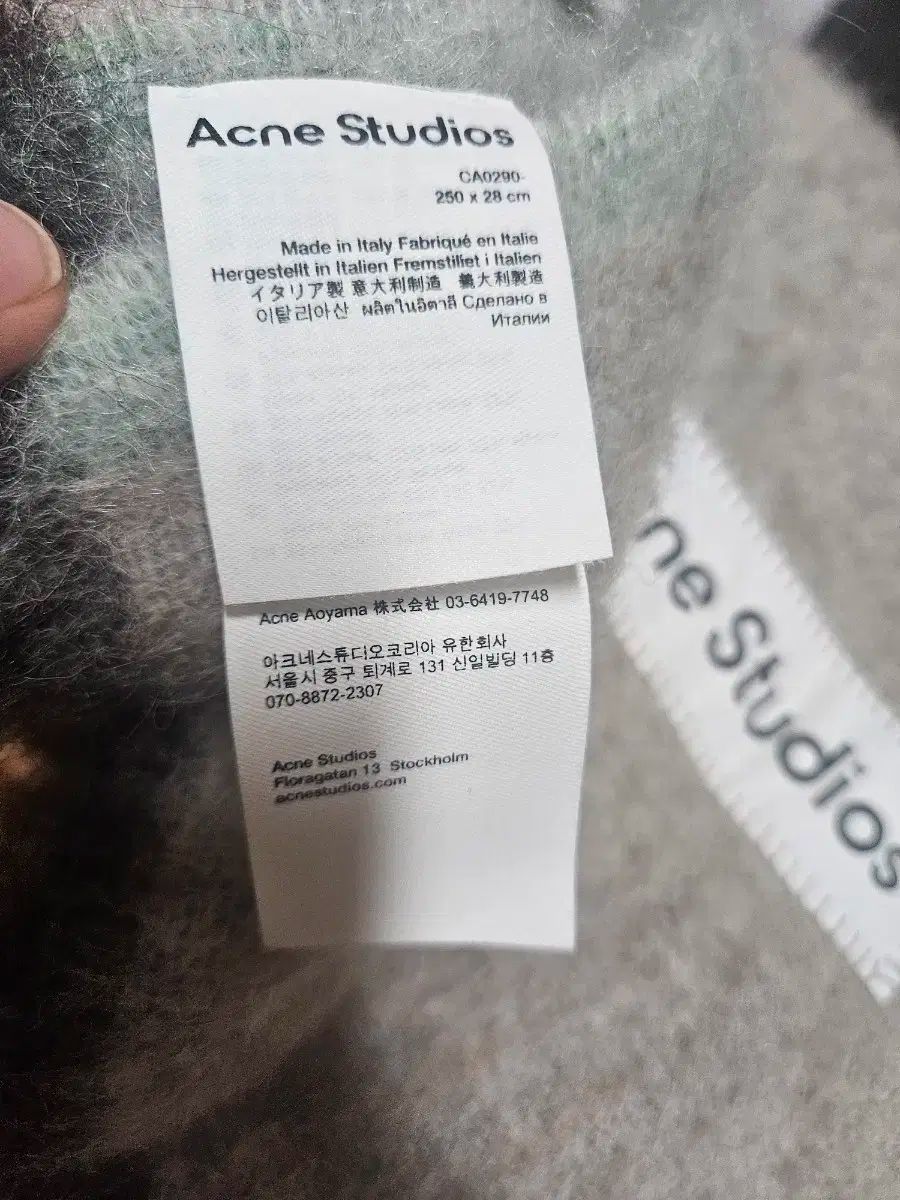 Acne Studios
CA0290-
250 x 28 cm
Made in Italy Fabriqué en Italie
Hergestellt in Italien Fremstillet i Italien
イタリア製 意大利制造 義大利製造
이탈리아산 ผลิตในอิตาลี Сделано в
Италии
Acne Aoyama 株式会社 03-6419-7748
아크네스튜디오코리아 유한회사
서울시 중구 퇴계로 131 신일빌딩 11층
070-8872-2307
Acne Studios
Floragatan 13 Stockholm
acnestudios.com
ne Studios